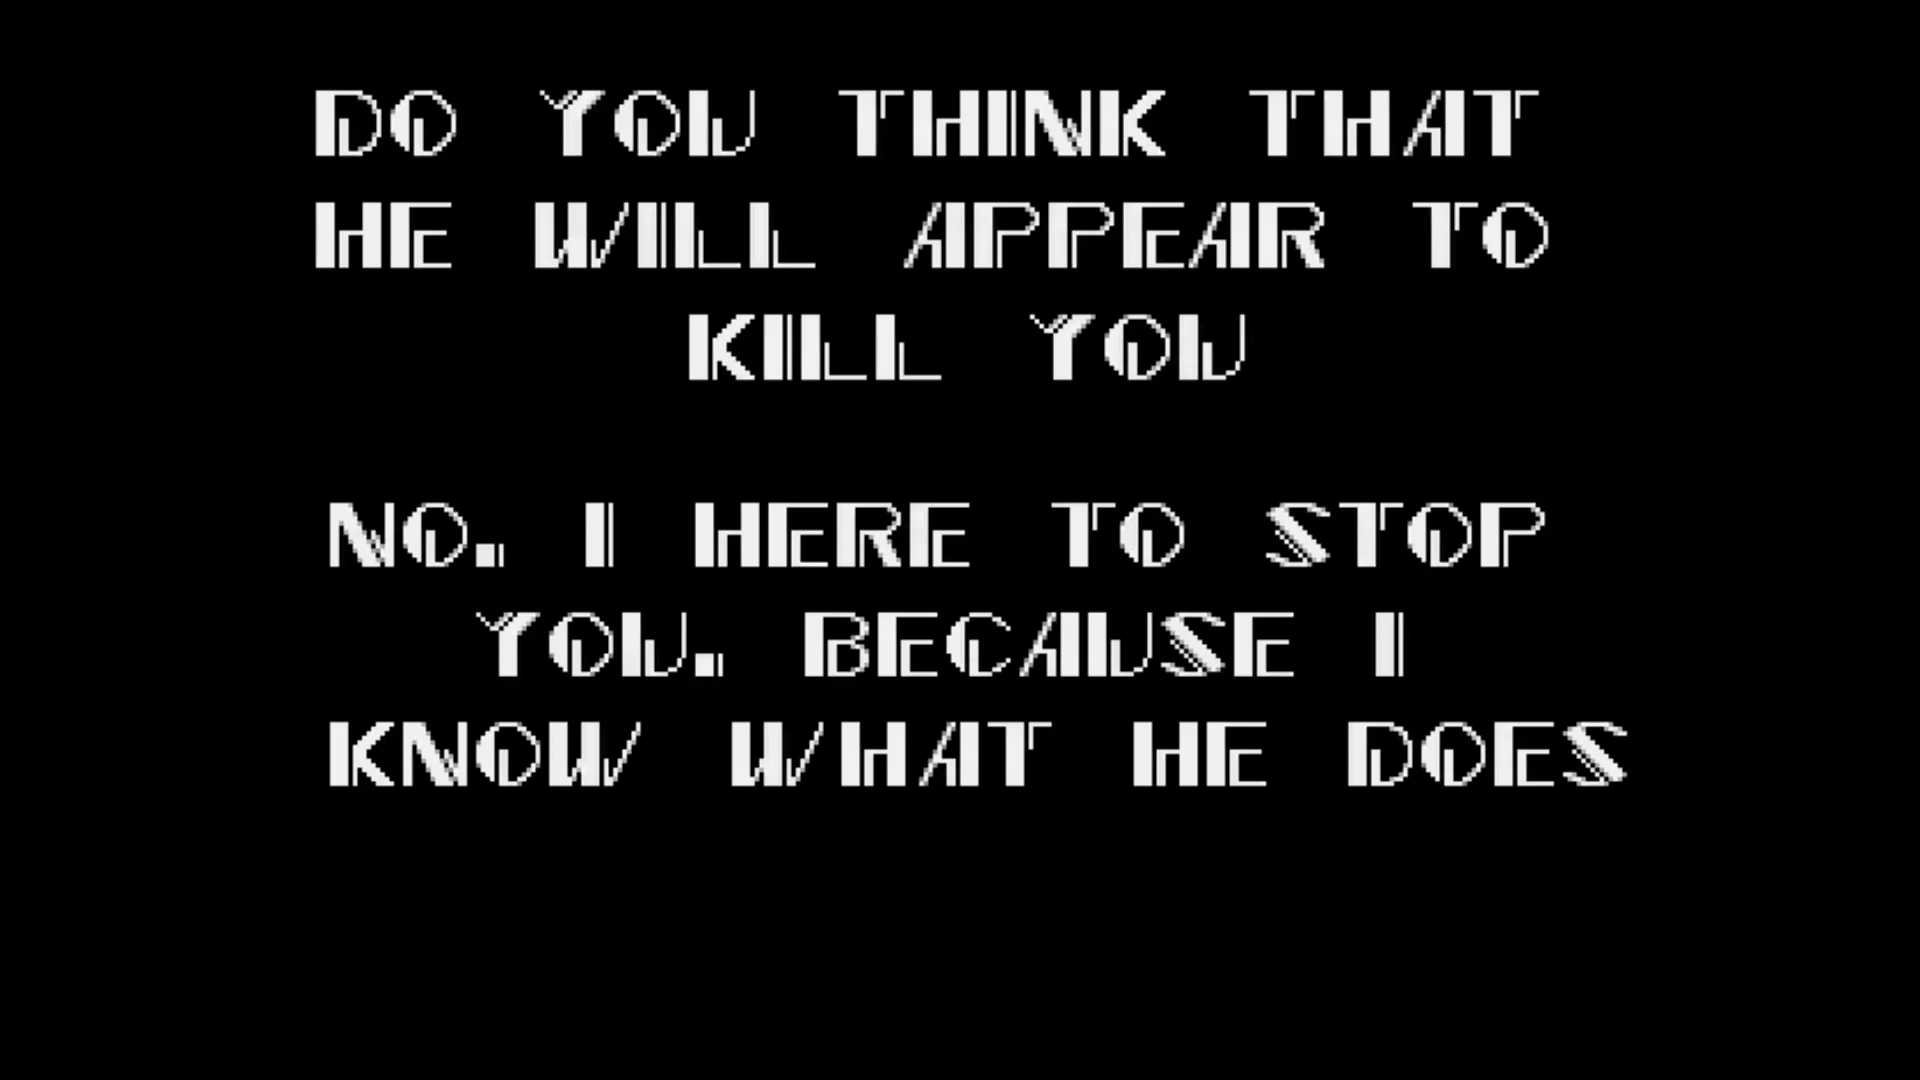 DO YOU THINK THAT
HE WILL APPEAR TO
KILL YOU
NO. I HERE TO STOP
YOU. BECAUSE I
KNOW WHAT HE DOES